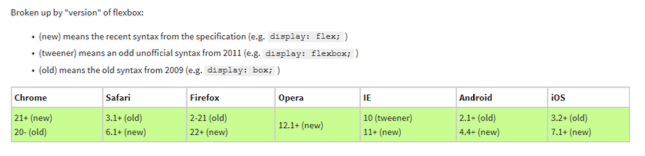 Broken up by "version" of flexbox:
• (new) means the recent syntax from the specification (e.g. display: flex; )
• (tweener) means an odd unofficial syntax from 2011 (e.g. display: flexbox; )
• (old) means the old syntax from 2009 (e.g. display: box; )
Chrome Safari Firefox Opera IE Android iOS
21+ (new) 3.1+ (old) 2-21 (old) 12.1+ (new) 10 (tweener) 2.1+ (old) 3.2+ (old)
20- (old) 6.1+ (new) 22+ (new) 11+ (new) 4.4+ (new) 7.1+ (new)